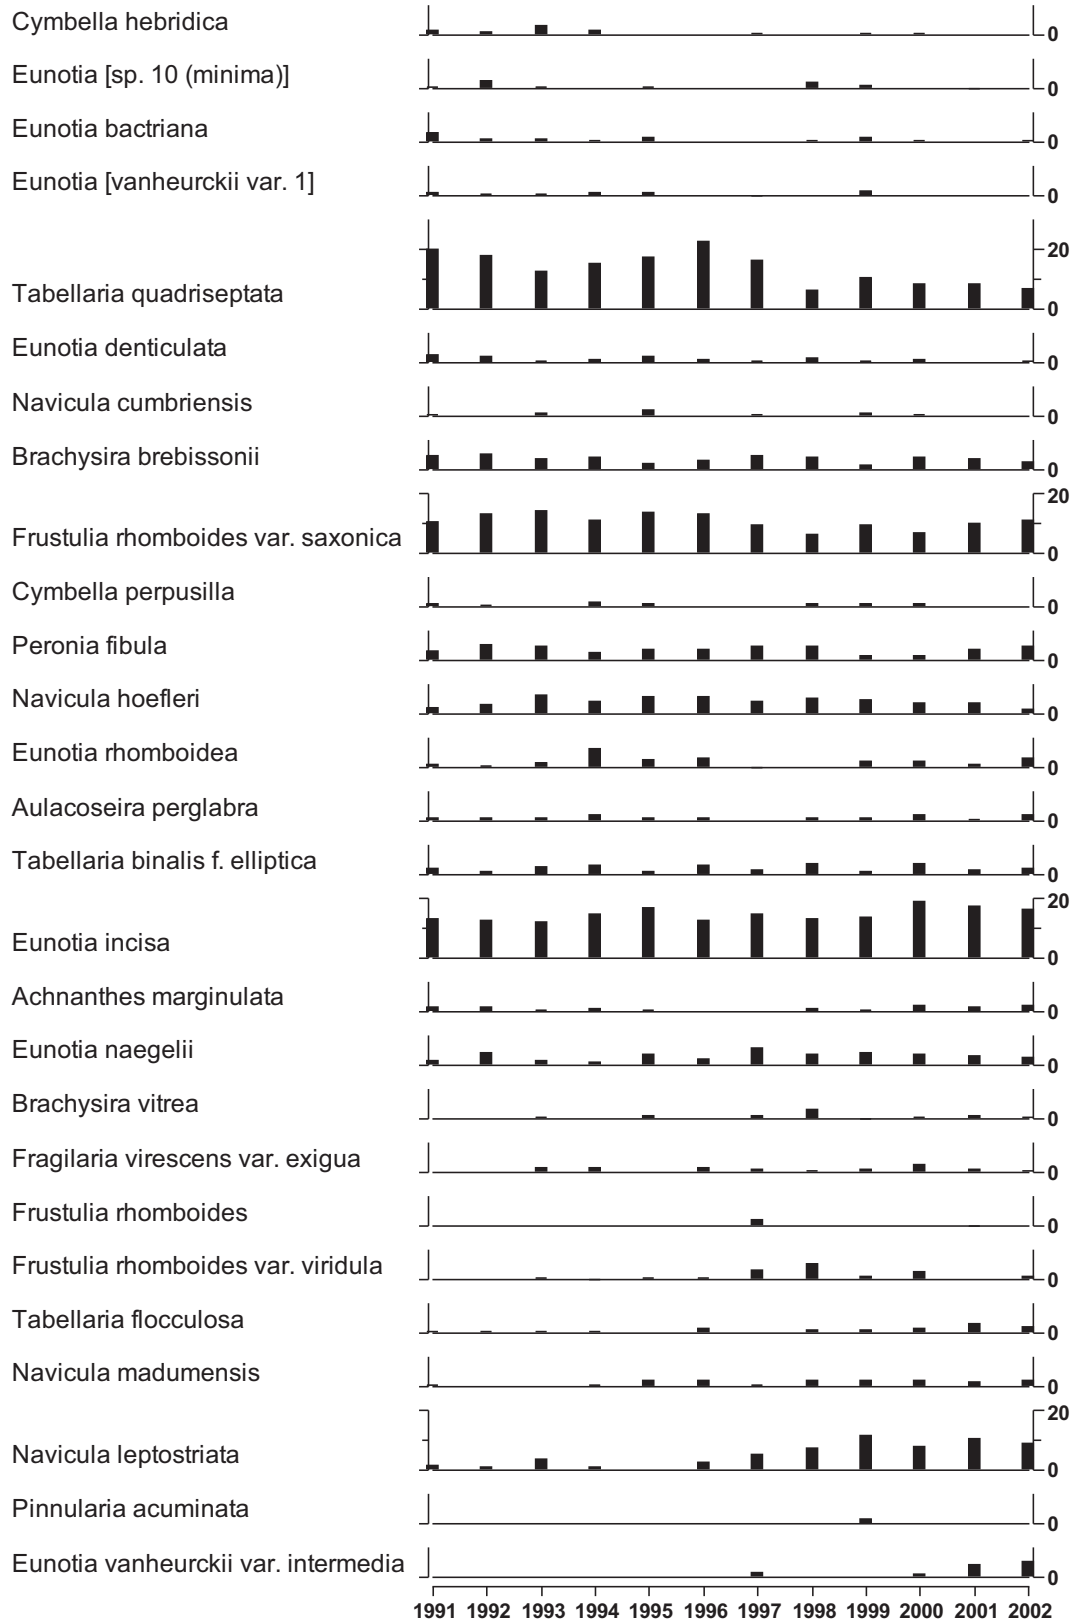 Cymbella hebridica 0
Eunotia [sp. 10 (minima)] 0
Eunotia bactriana 0
Eunotia [vanheurckii var. 1] 0
20
Tabellaria quadriseptata 0
Eunotia denticulata 0
Navicula cumbriensis 0
Brachysira brebissonii 0
20
Frustulia rhomboides var. saxonica 0
Cymbella perpusilla 0
Peronia fibula 0
Navicula hoefleri 0
Eunotia rhomboidea 0
Aulacoseira perglabra 0
Tabellaria binalis f. elliptica 0
20
Eunotia incisa 0
Achnanthes marginulata 0
Eunotia naegelii 0
Brachysira vitrea 0
Fragilaria virescens var. exigua 0
Frustulia rhomboides 0
Frustulia rhomboides var. viridula 0
Tabellaria flocculosa 0
Navicula madumensis 0
20
Navicula leptostriata 0
Pinnularia acuminata 0
Eunotia vanheurckii var. intermedia 0
1991 1992 1993 1994 1995 1996 1997 1998 1999 2000 2001 2002